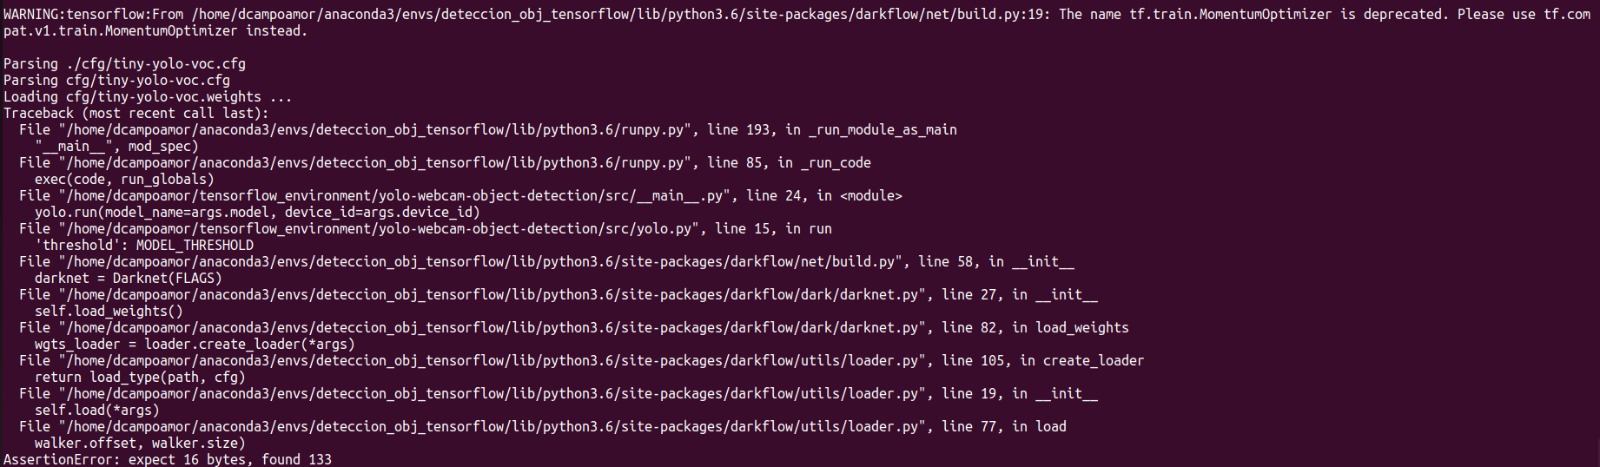 WARNING:tensorflow:From /home/dcampoamor/anaconda3/envs/deteccion_obj_tensorflow/lib/python3.6/site-packages/darkflow/net/build.py:19: The name tf.train.MomentumOptimizer is deprecated. Please use tf.com
pat.v1.train.MomentumOptimizer instead.

Parsing ./cfg/tiny-yolo-voc.cfg
Parsing cfg/tiny-yolo-voc.cfg
Loading cfg/tiny-yolo-voc.weights ...
Traceback (most recent call last):
  File "/home/dcampoamor/anaconda3/envs/deteccion_obj_tensorflow/lib/python3.6/runpy.py", line 193, in _run_module_as_main
    "__main__", mod_spec)
  File "/home/dcampoamor/anaconda3/envs/deteccion_obj_tensorflow/lib/python3.6/runpy.py", line 85, in _run_code
    exec(code, run_globals)
  File "/home/dcampoamor/tensorflow_environment/yolo-webcam-object-detection/src/__main__.py", line 24, in <module>
    yolo.run(model_name=args.model, device_id=args.device_id)
  File "/home/dcampoamor/tensorflow_environment/yolo-webcam-object-detection/src/yolo.py", line 15, in run
    'threshold': MODEL_THRESHOLD
  File "/home/dcampoamor/anaconda3/envs/deteccion_obj_tensorflow/lib/python3.6/site-packages/darkflow/net/build.py", line 58, in __init__
    darknet = Darknet(FLAGS)
  File "/home/dcampoamor/anaconda3/envs/deteccion_obj_tensorflow/lib/python3.6/site-packages/darkflow/dark/darknet.py", line 27, in __init__
    self.load_weights()
  File "/home/dcampoamor/anaconda3/envs/deteccion_obj_tensorflow/lib/python3.6/site-packages/darkflow/dark/darknet.py", line 82, in load_weights
    wgts_loader = loader.create_loader(*args)
  File "/home/dcampoamor/anaconda3/envs/deteccion_obj_tensorflow/lib/python3.6/site-packages/darkflow/utils/loader.py", line 105, in create_loader
    return load_type(path, cfg)
  File "/home/dcampoamor/anaconda3/envs/deteccion_obj_tensorflow/lib/python3.6/site-packages/darkflow/utils/loader.py", line 19, in __init__
    self.load(*args)
  File "/home/dcampoamor/anaconda3/envs/deteccion_obj_tensorflow/lib/python3.6/site-packages/darkflow/utils/loader.py", line 77, in load
    walker.offset, walker.size)
AssertionError: expect 16 bytes, found 133